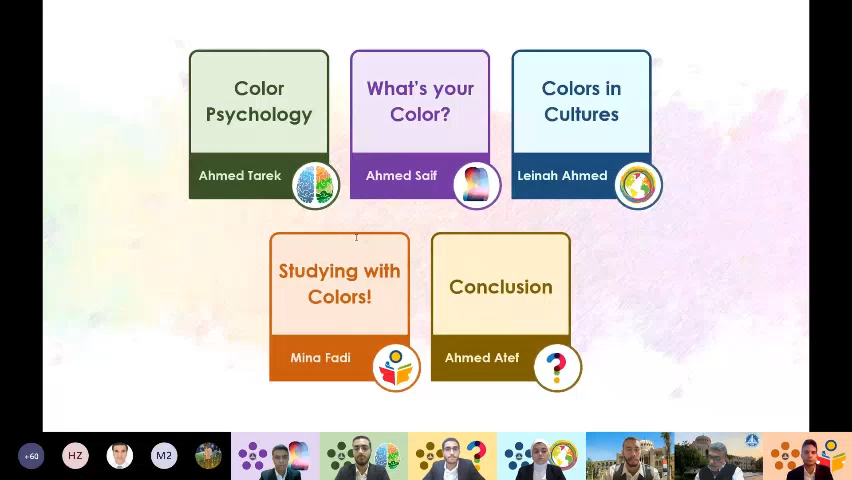 Color
Psychology
Ahmed Tarek
What's your
Color?
Ahmed Saif
Colors in
Cultures
Leinah Ahmed
Studying with
Colors!
Mina Fadi
Conclusion
Ahmed Atef
+60
HZ
M2